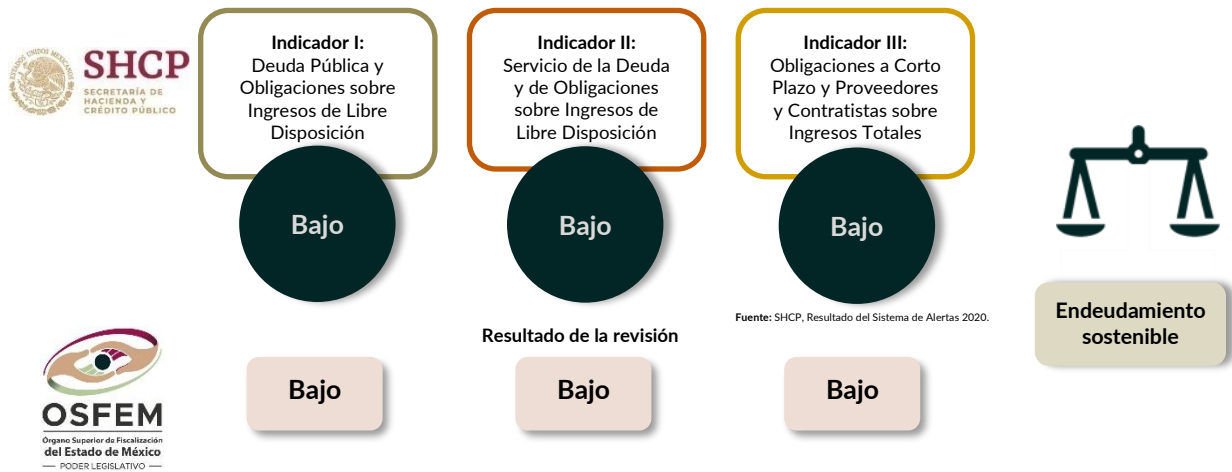 SHCP
SECRETARÍA DE
HACIENDA Y
CRÉDITO PÚBLICO
Indicador I:
Deuda Pública y
Obligaciones sobre
Ingresos de Libre
Disposición
Bajo
Indicador II:
Servicio de la Deuda
y de Obligaciones
sobre Ingresos de
Libre Disposición
Bajo
Indicador III:
Obligaciones a Corto
Plazo y Proveedores
y Contratistas sobre
Ingresos Totales
Bajo
Fuente: SHCP, Resultado del Sistema de Alertas 2020.
Endeudamiento
sostenible
Resultado de la revisión
OSFEM
Órgano Superior de Fiscalización
del Estado de México
PODER LEGISLATIVO
Bajo
Bajo
Bajo